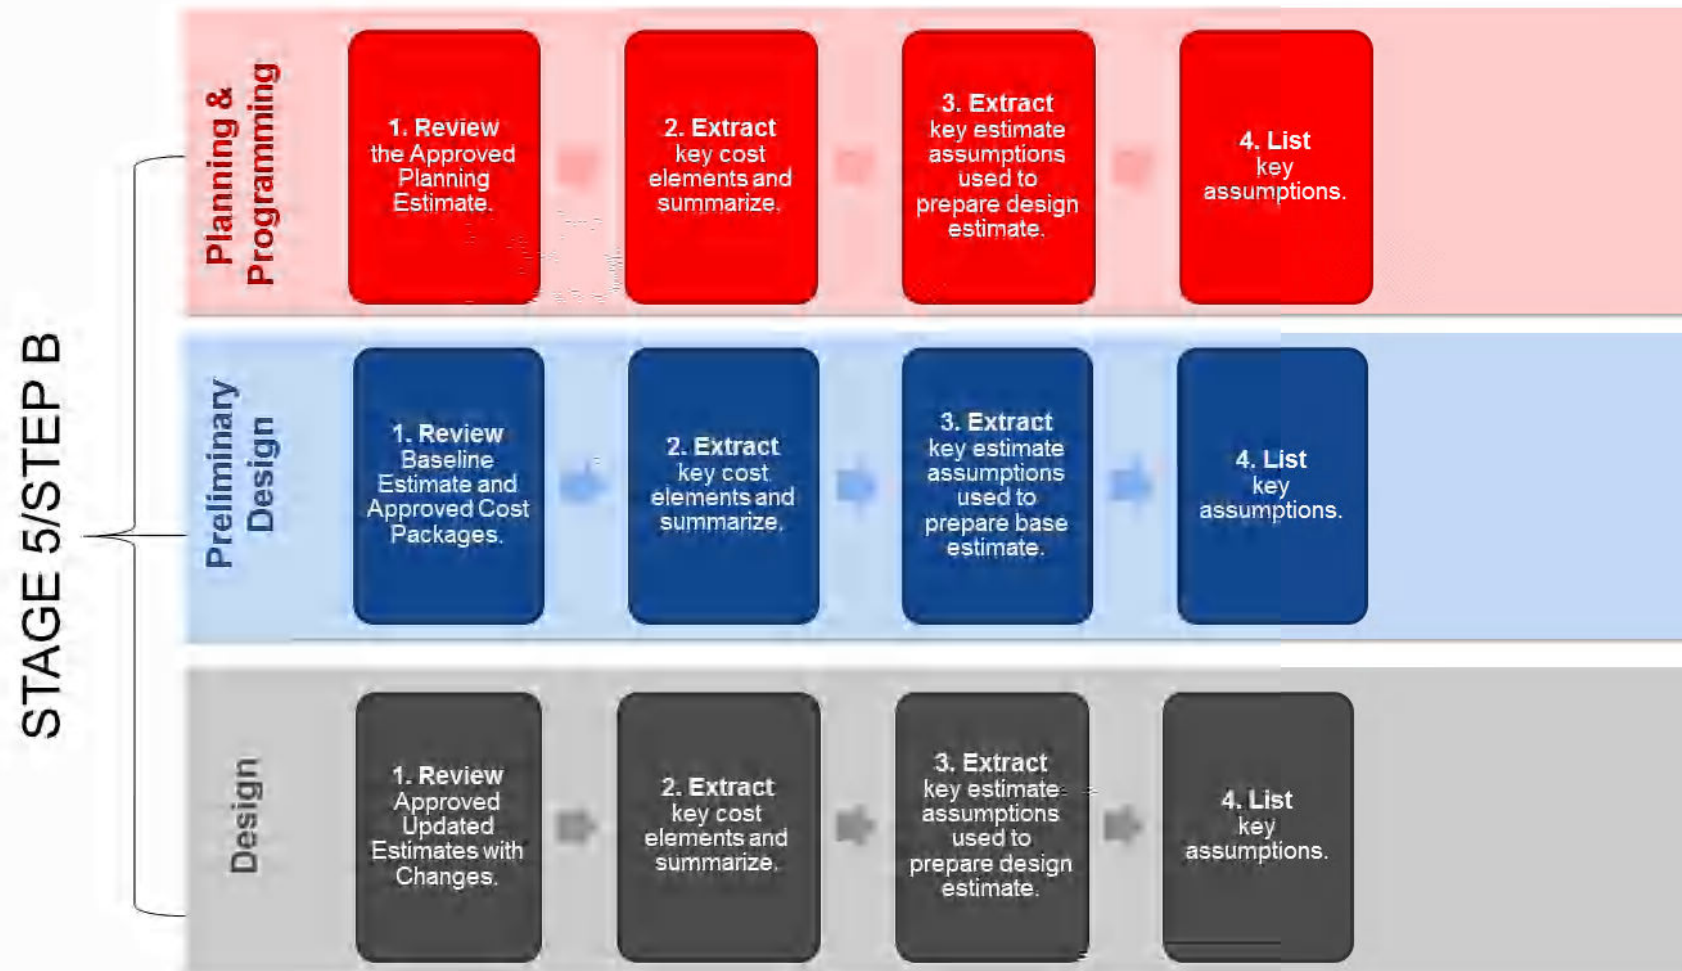 STAGE 5/STEP B
Planning &
Programming
1. Review
the Approved
Planning
Estimate.
2. Extract
key cost
elements and
summarize.
3. Extract
key estimate
assumptions
used to
prepare design
estimate.
4. List
key
assumptions.
Preliminary
Design
1. Review
Baseline
Estimate and
Approved Cost
Packages.
2. Extract
key cost
elements and
summarize.
3. Extract
key estimate
assumptions
used to
prepare base
estimate.
4. List
key
assumptions.
Design
1. Review
Approved
Updated
Estimates with
Changes.
2. Extract
key cost
elements and
summarize.
3. Extract
key estimate
assumptions
used to
prepare design
estimate.
4. List
key
assumptions.